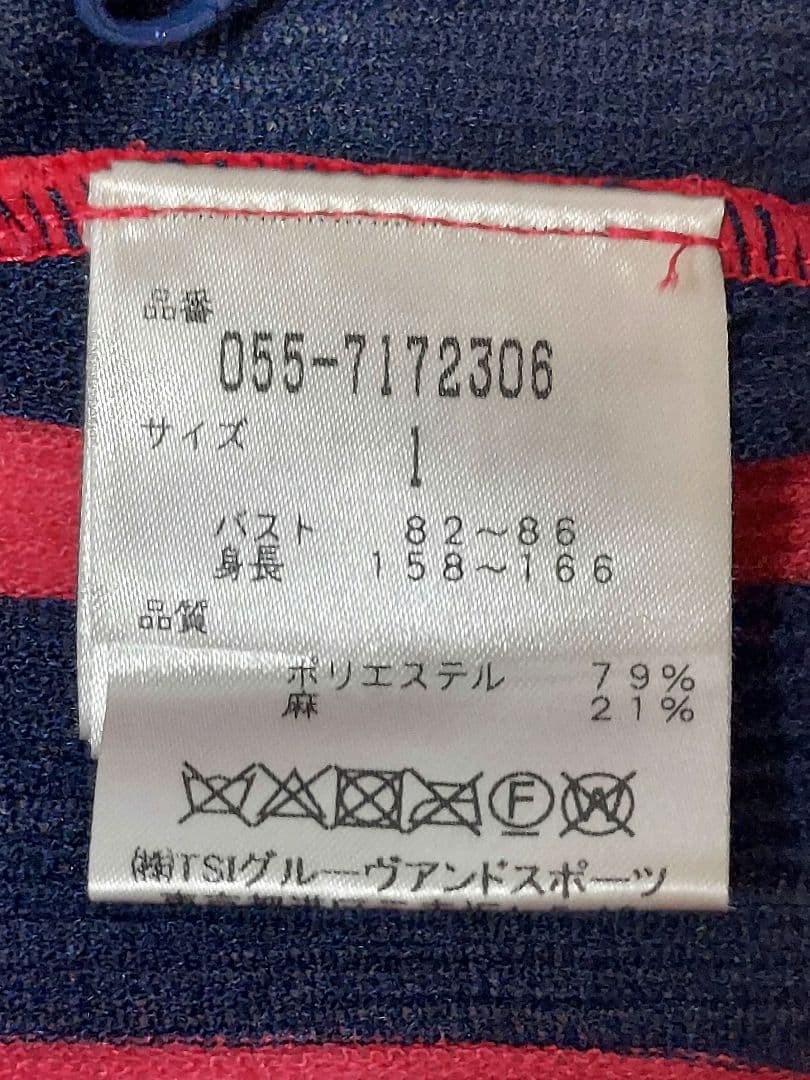 品番
055-7172306
サイズ 1
バスト 82～86
身長 158～166
品質
ポリエステル 79%
麻 21%
F W
㈱TSIグルーヴアンドスポーツ